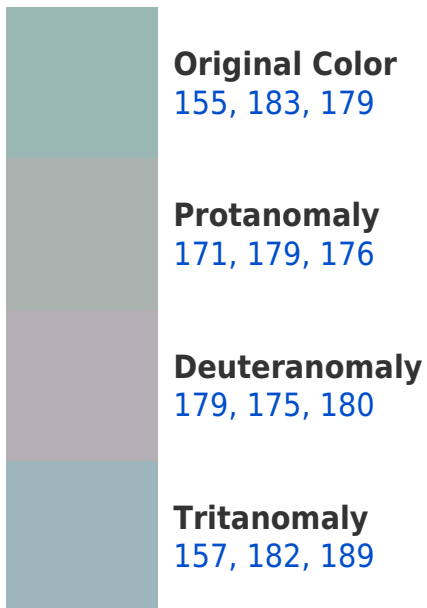 Original Color
155, 183, 179
Protanomaly
171, 179, 176
Deuteranomaly
179, 175, 180
Tritanomaly
157, 182, 189